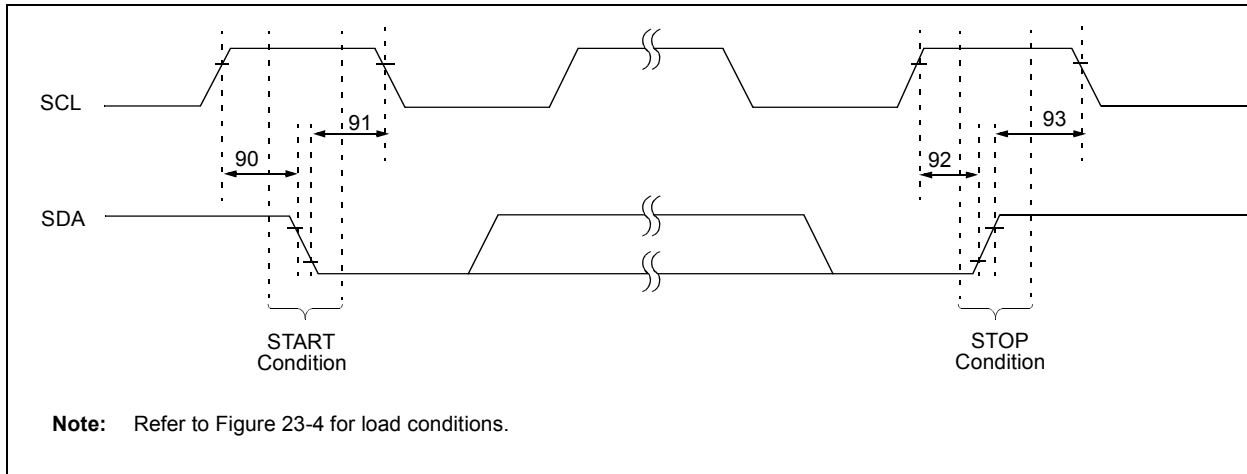 SCL
91
93
90
92
SDA
START
Condition
STOP
Condition
Note: Refer to Figure 23-4 for load conditions.